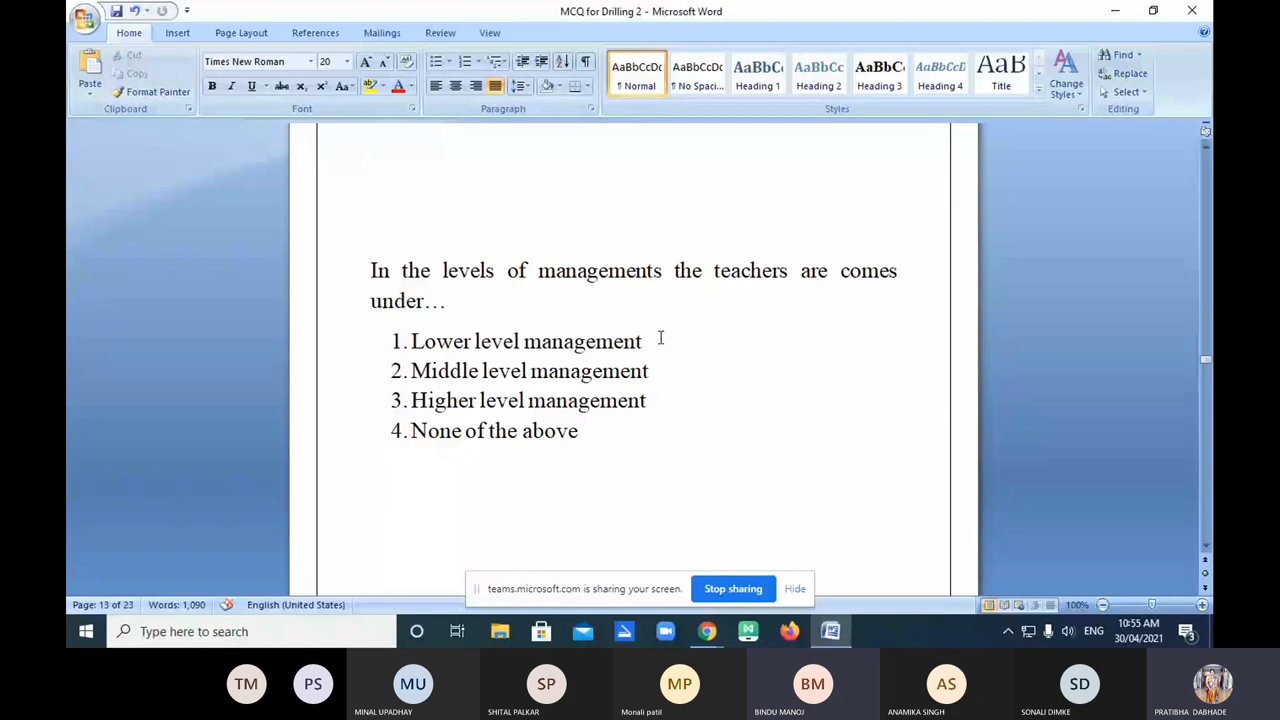 MCQ for Drilling 2 - Microsoft Word
Home Insert Page Layout References Mailings Review View
Paste
Cut
Copy
Format Painter
Clipboard
Times New Roman 20
Font
Paragraph
AaBbCcDc AaBbCcDc AaBbC AaBbCc AaBbC AaBbCcD AaB
¶ Normal ¶ No Spaci... Heading 1 Heading 2 Heading 3 Heading 4 Title
Change Styles
Styles
Find
Replace
Select
Editing
In the levels of managements the teachers are comes
under…
1. Lower level management
2. Middle level management
3. Higher level management
4. None of the above
teams.microsoft.com is sharing your screen. Stop sharing Hide
Page: 13 of 23 Words: 1,090 English (United States) 100%
Type here to search
ENG
10:55 AM
30/04/2021
3
TM PS MU SP MP BM AS SD
MINAL UPADHAY SHITAL PALKAR Monali patil BINDU MANOJ ANAMIKA SINGH SONALI DIMKE PRATIBHA DABHADE